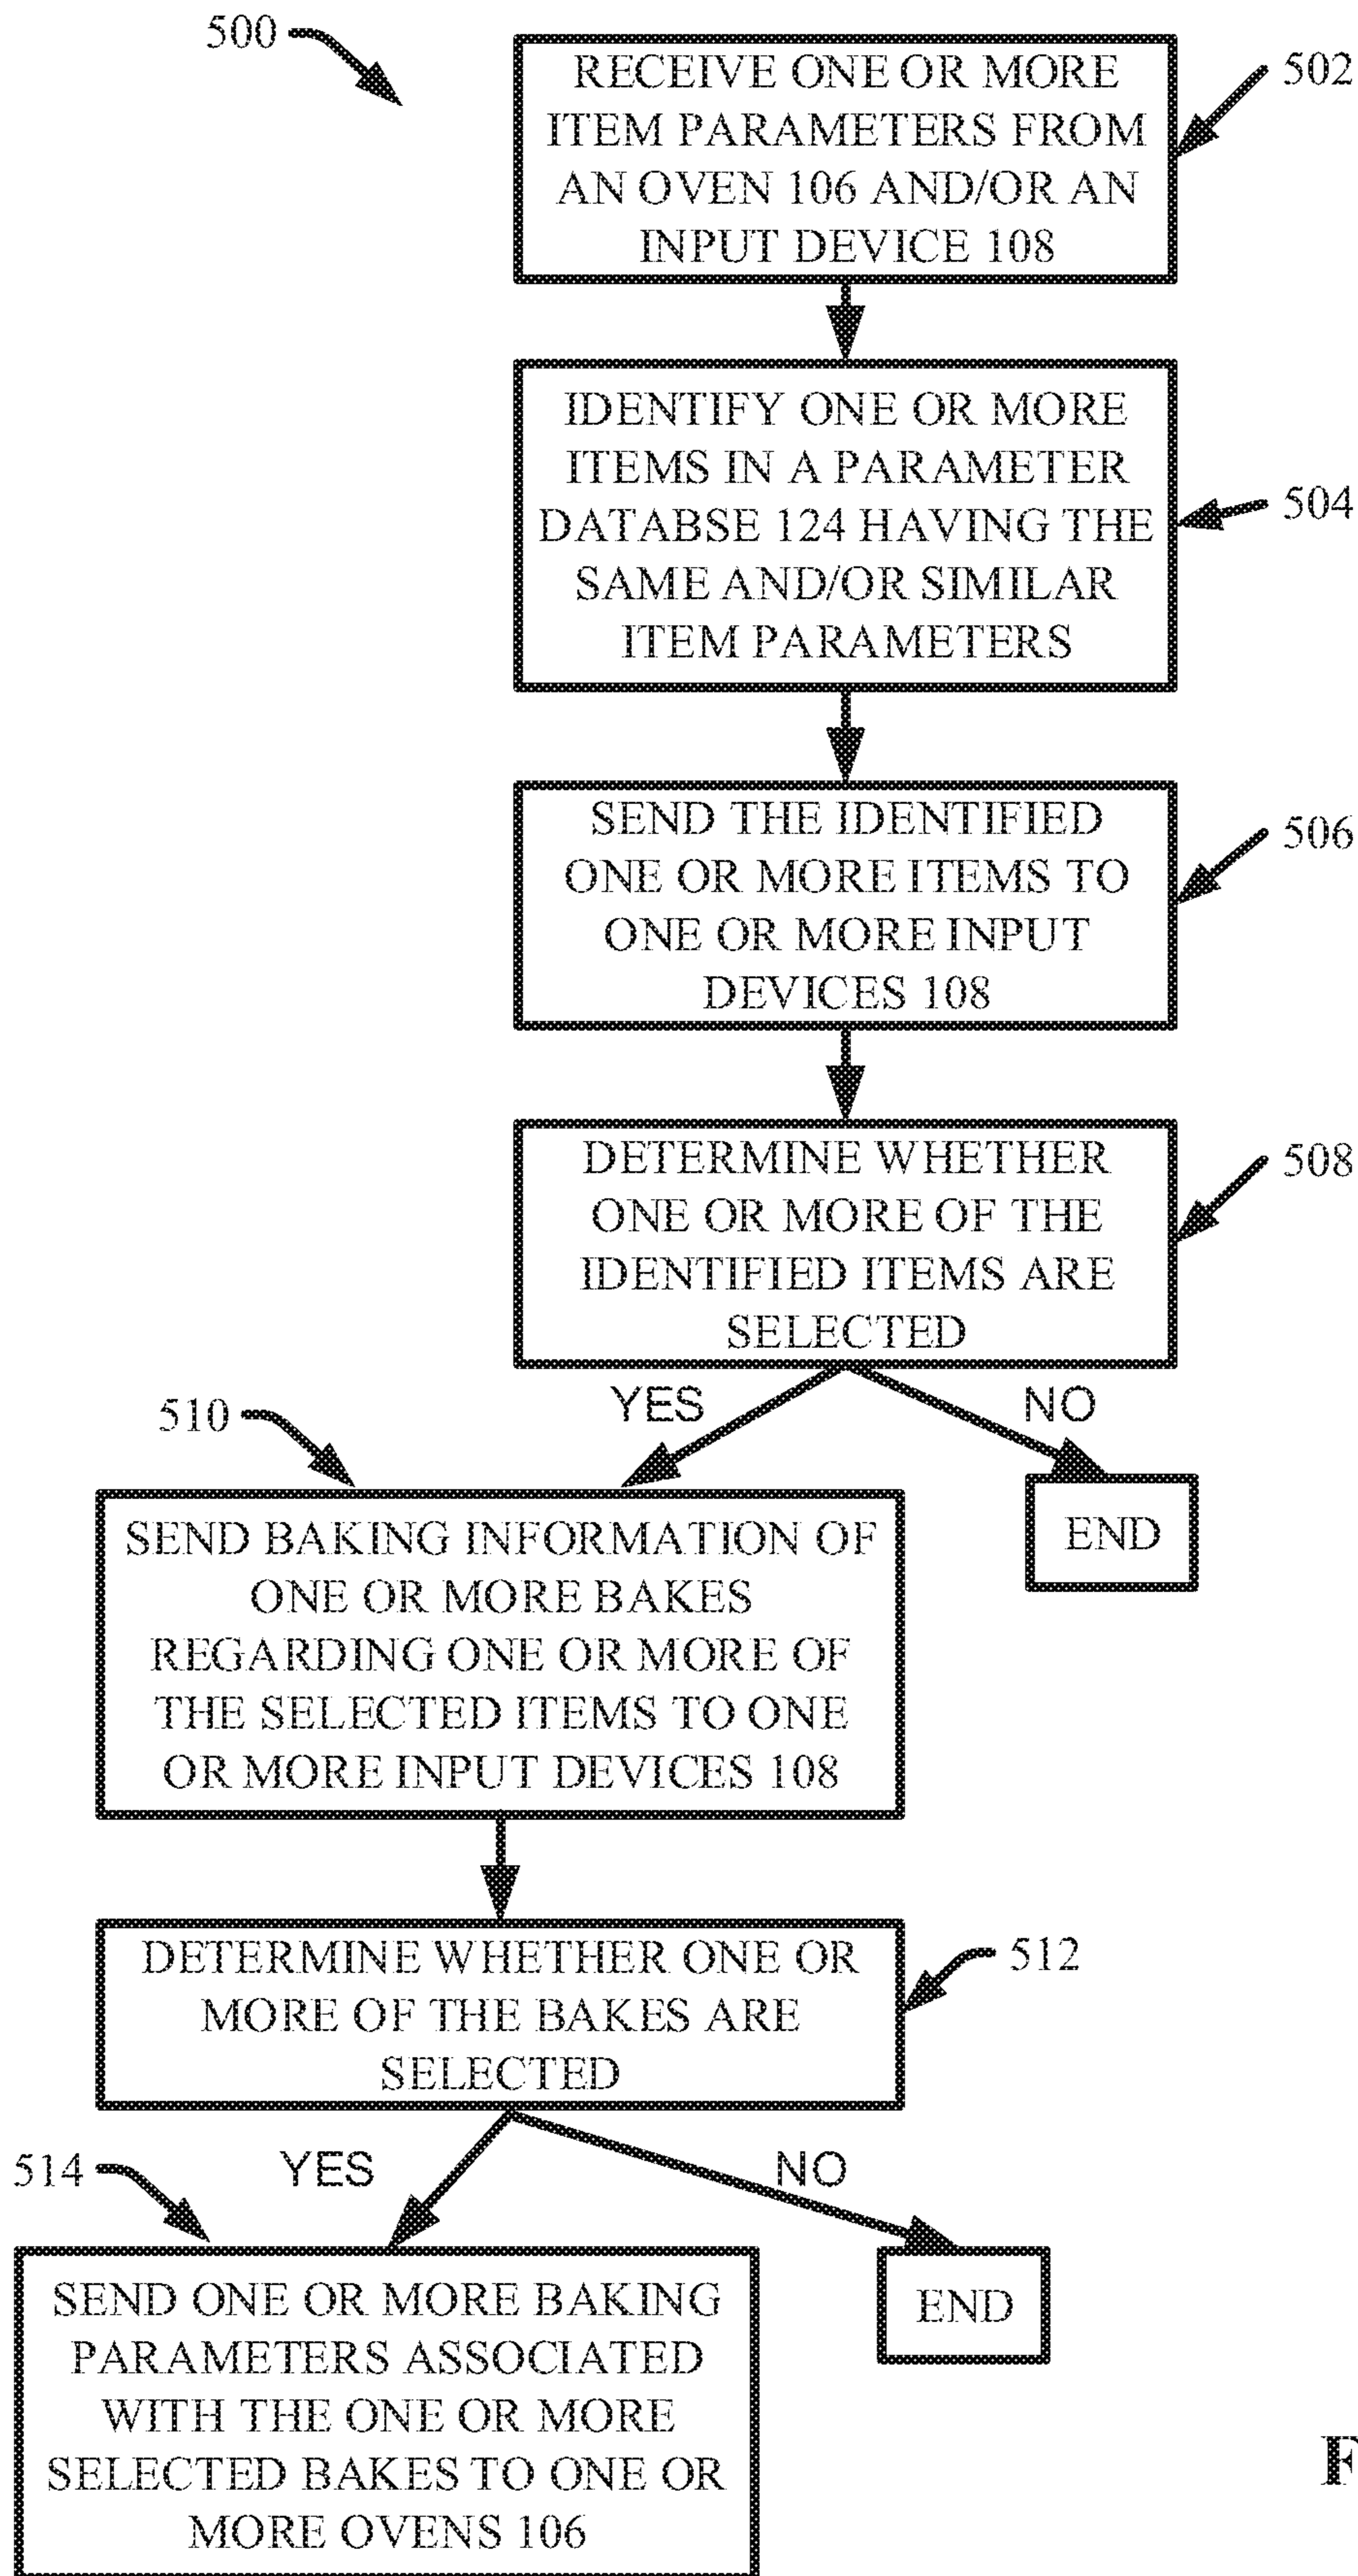 500
RECEIVE ONE OR MORE
ITEM PARAMETERS FROM
AN OVEN 106 AND/OR AN
INPUT DEVICE 108
502
IDENTIFY ONE OR MORE
ITEMS IN A PARAMETER
DATABSE 124 HAVING THE
SAME AND/OR SIMILAR
ITEM PARAMETERS
504
SEND THE IDENTIFIED
ONE OR MORE ITEMS TO
ONE OR MORE INPUT
DEVICES 108
506
DETERMINE WHETHER
ONE OR MORE OF THE
IDENTIFIED ITEMS ARE
SELECTED
508
YES
NO
510
SEND BAKING INFORMATION OF
ONE OR MORE BAKES
REGARDING ONE OR MORE OF
THE SELECTED ITEMS TO ONE
OR MORE INPUT DEVICES 108
END
DETERMINE WHETHER ONE OR
MORE OF THE BAKES ARE
SELECTED
512
YES
NO
514
SEND ONE OR MORE BAKING
PARAMETERS ASSOCIATED
WITH THE ONE OR MORE
SELECTED BAKES TO ONE OR
MORE OVENS 106
END
F